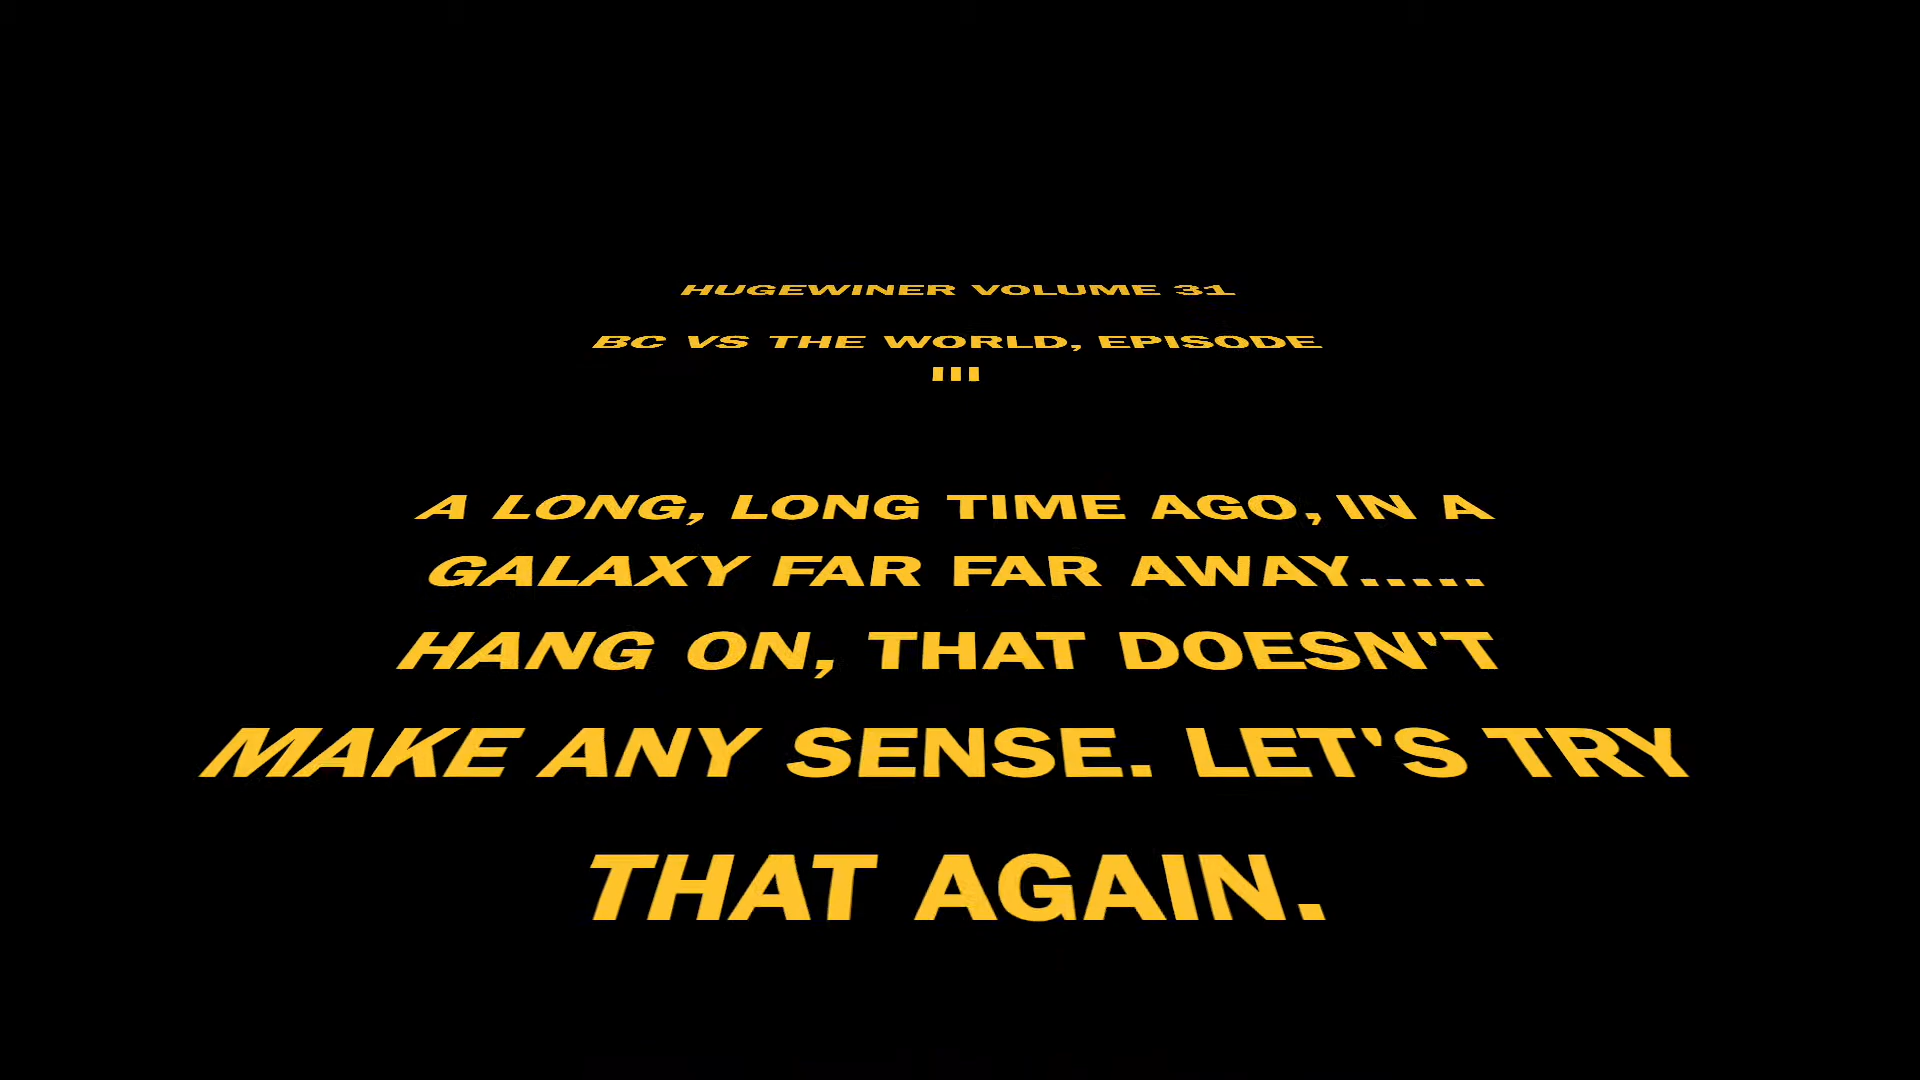 HUGEWINER VOLUME 31
BC VS THE WORLD, EPISODE
III
A LONG, LONG TIME AGO, IN A
GALAXY FAR FAR AWAY.....
HANG ON, THAT DOESN'T
MAKE ANY SENSE. LET'S TRY
THAT AGAIN.